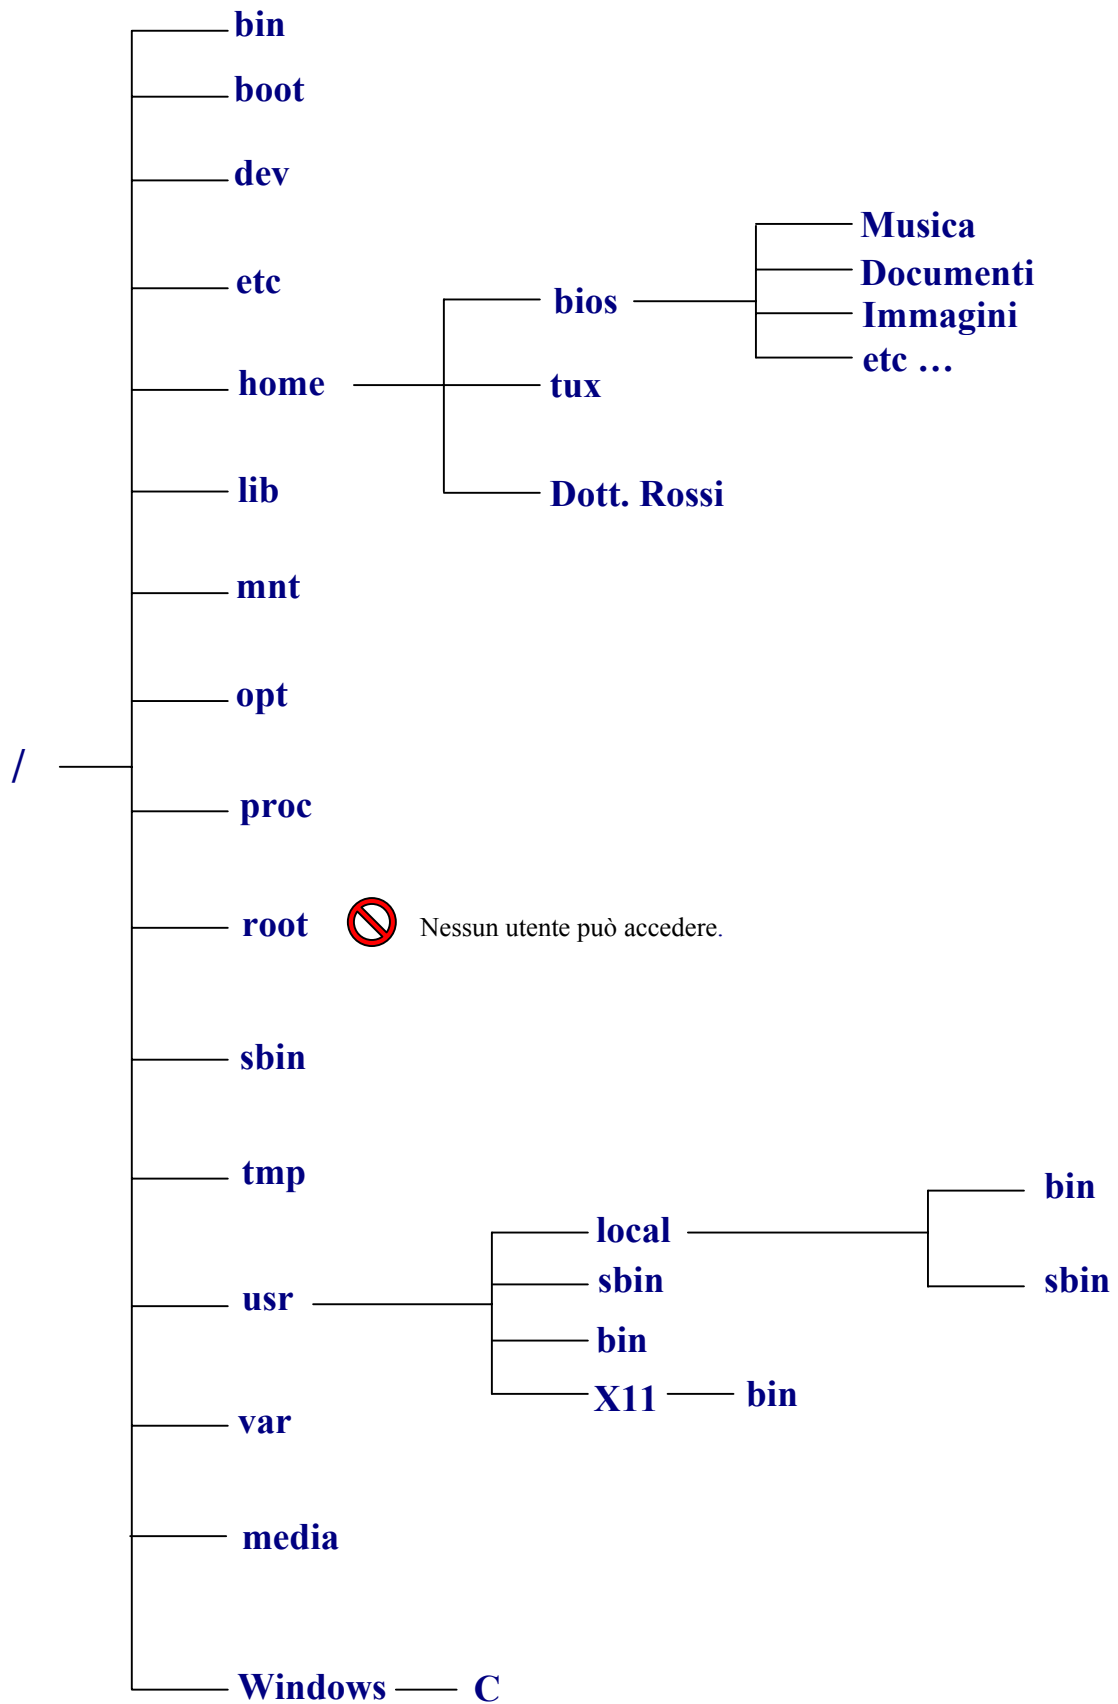 bin
boot
dev
etc
home
bios
Musica
Documenti
Immagini
etc …
tux
Dott. Rossi
lib
mnt
opt
/
proc
root
Nessun utente può accedere.
sbin
tmp
usr
local
bin
sbin
sbin
bin
X11
bin
var
media
Windows
C